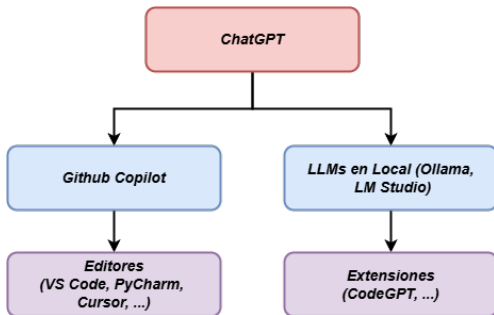 ChatGPT
Github Copilot
LLMs en Local (Ollama,
LM Studio)
Editores
(VS Code, PyCharm,
Cursor, ...)
Extensiones
(CodeGPT, ...)